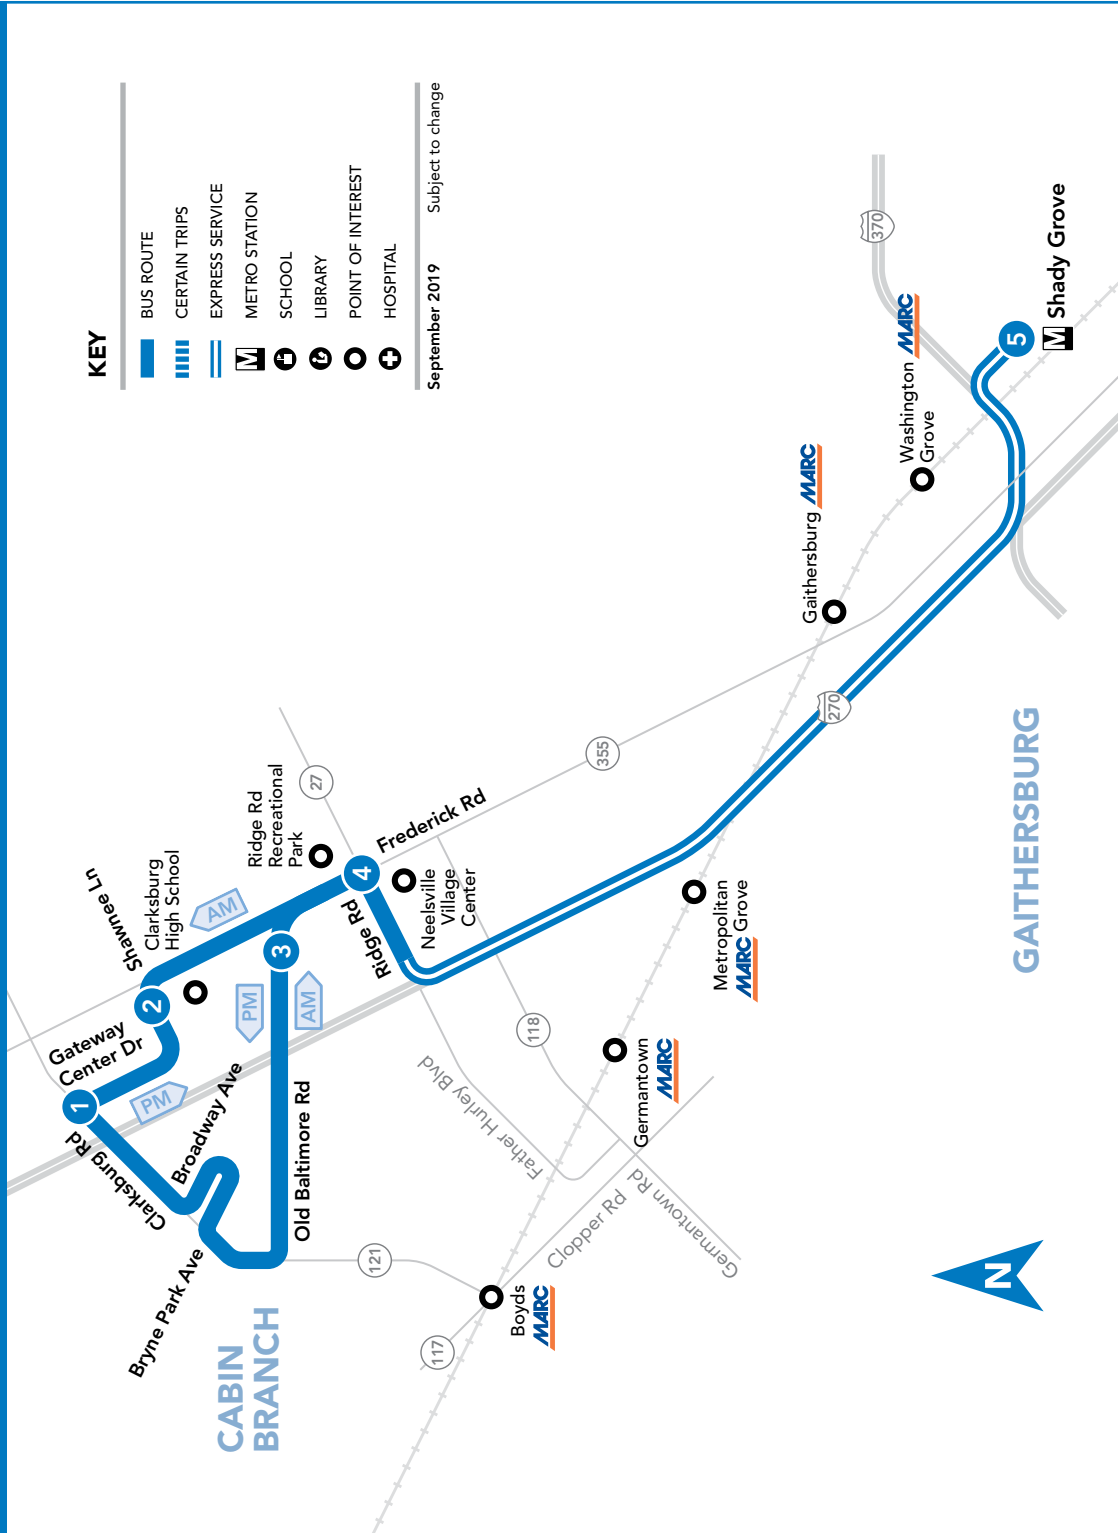 KEY
BUS ROUTE
CERTAIN TRIPS
EXPRESS SERVICE
M METRO STATION
SCHOOL
LIBRARY
POINT OF INTEREST
HOSPITAL
September 2019
Subject to change
370
M Shady Grove
5
Washington
Grove
MARC
Gaithersburg MARC
270
GAITHERSBURG
355
27
Ridge Rd
Recreational
Park
Frederick Rd
4
Neelsville
Village
Center
Ridge Rd
Shawnee Ln
Clarksburg
High School
AM
3
2
PM
AM
Gateway
Center Dr
1
PM
Clarksburg Rd
Broadway Ave
Old Baltimore Rd
Bryne Park Ave
CABIN
BRANCH
Metropolitan
Grove
MARC
118
Father Hurley Blvd
Germantown
MARC
Germantown Rd
Clopper Rd
121
Boyds
MARC
117
N